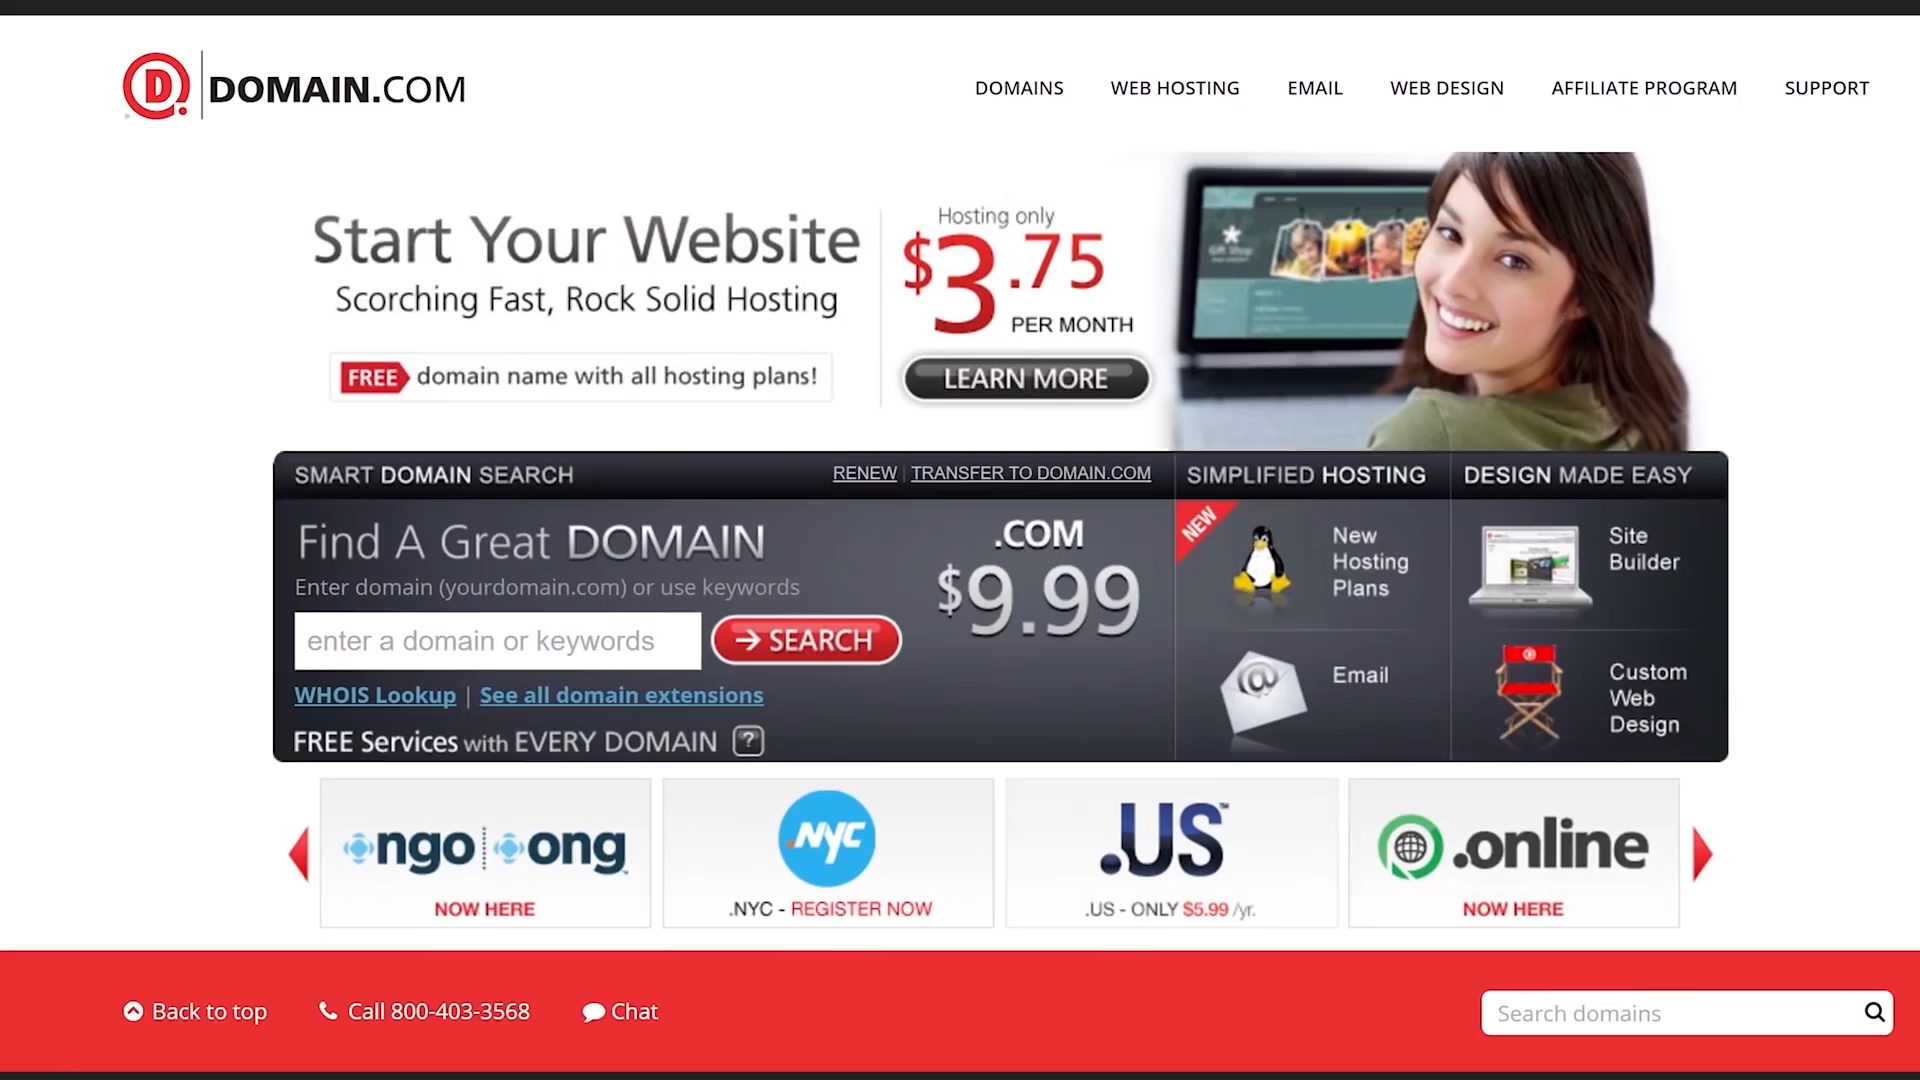 D DOMAIN.COM
DOMAINS WEB HOSTING EMAIL WEB DESIGN AFFILIATE PROGRAM SUPPORT
Start Your Website
Scorching Fast, Rock Solid Hosting
FREE domain name with all hosting plans!
Hosting only
$3.75
PER MONTH
LEARN MORE
Gift Shop
SMART DOMAIN SEARCH
RENEW | TRANSFER TO DOMAIN.COM
Find A Great DOMAIN
Enter domain (yourdomain.com) or use keywords
enter a domain or keywords
→ SEARCH
WHOIS Lookup | See all domain extensions
FREE Services with EVERY DOMAIN ?
.COM
$9.99
SIMPLIFIED HOSTING
NEW
New
Hosting
Plans
@
Email
DESIGN MADE EASY
Site
Builder
Custom
Web
Design
ngo ong™
NOW HERE
.NYC
.NYC - REGISTER NOW
.US™
.US - ONLY $5.99 /yr.
.online
NOW HERE
Back to top
Call 800-403-3568
Chat
Search domains